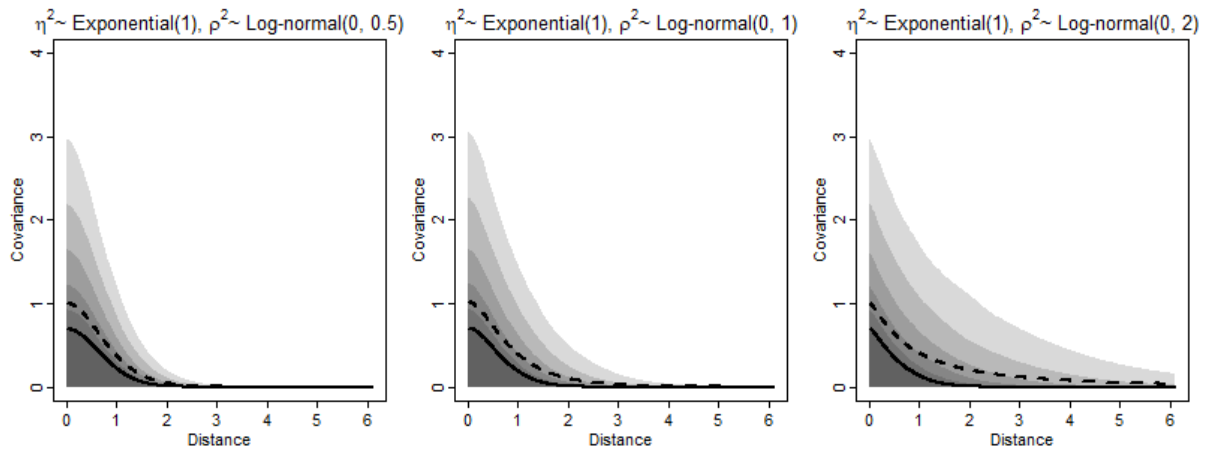 η²~ Exponential(1), ρ²~ Log-normal(0, 0.5)
4
3
2
1
0
Covariance
0 1 2 3 4 5 6
Distance
η²~ Exponential(1), ρ²~ Log-normal(0, 1)
4
3
2
1
0
Covariance
0 1 2 3 4 5 6
Distance
η²~ Exponential(1), ρ²~ Log-normal(0, 2)
4
3
2
1
0
Covariance
0 1 2 3 4 5 6
Distance